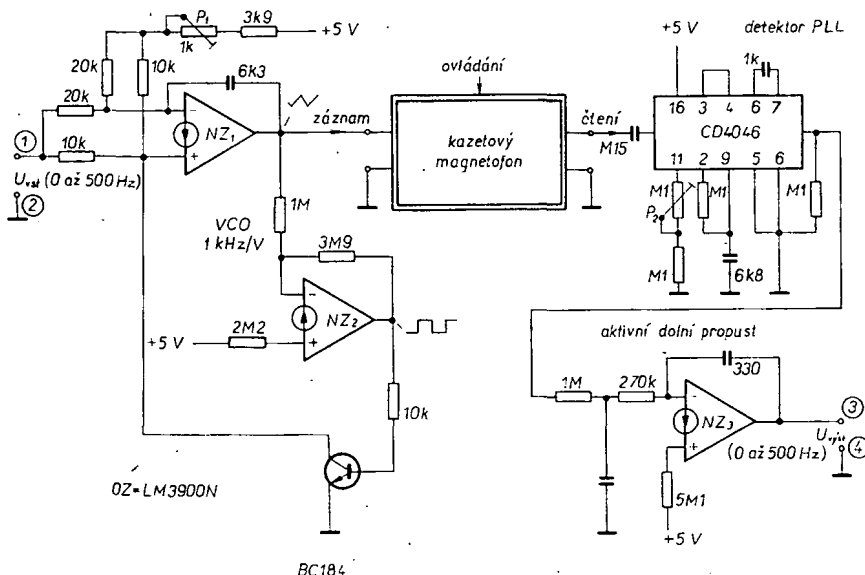 P₁
1k
3k9
+5 V
20k
10k
6k3
20k
10k
NZ₁
①
Uvst (0 až 500 Hz)
②
záznam
ovládání
kazetový
magnetofon
čtení
M15
+5 V
detektor PLL
1k
16 3 4 6 7
CD4046
11 2 9 5 6
M1
P₂
M1
M1
M1
6k8
1M
VCO
1 kHz/V
3M9
NZ₂
+5 V
2M2
10k
OZ=LM3900N
BC184
aktivní dolní propust
1M
270k
330
NZ₃
(0 až 500 Hz)
③
Uvýst
④
5M1
+5 V